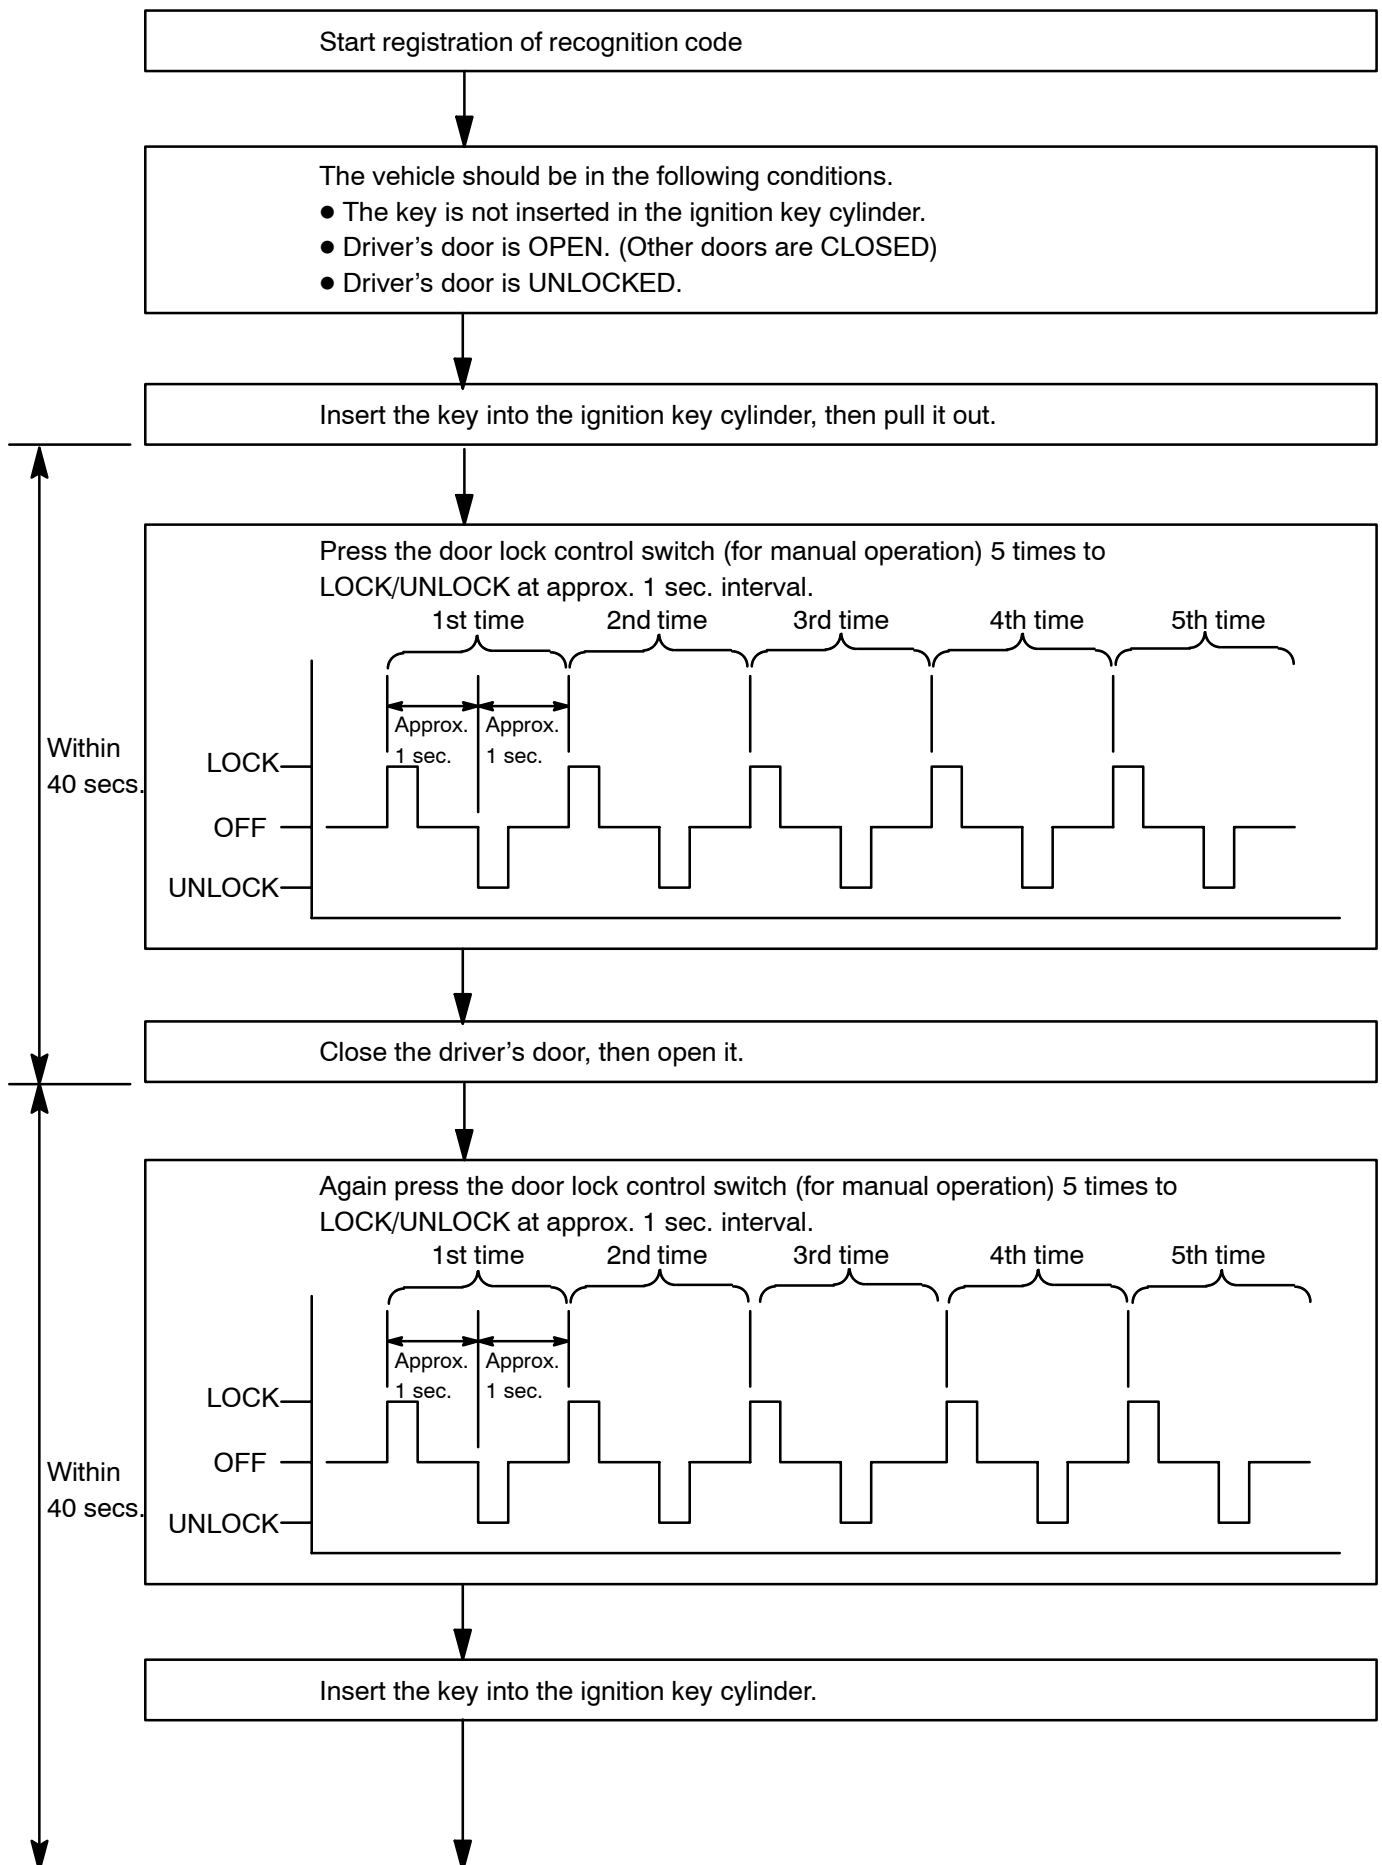 Start registration of recognition code
The vehicle should be in the following conditions.
● The key is not inserted in the ignition key cylinder.
● Driver’s door is OPEN. (Other doors are CLOSED)
● Driver’s door is UNLOCKED.
Insert the key into the ignition key cylinder, then pull it out.
Within
40 secs.
Press the door lock control switch (for manual operation) 5 times to
LOCK/UNLOCK at approx. 1 sec. interval.
1st time 2nd time 3rd time 4th time 5th time
Approx. Approx.
1 sec. 1 sec.
LOCK
OFF
UNLOCK
Close the driver’s door, then open it.
Within
40 secs.
Again press the door lock control switch (for manual operation) 5 times to
LOCK/UNLOCK at approx. 1 sec. interval.
1st time 2nd time 3rd time 4th time 5th time
Approx. Approx.
1 sec. 1 sec.
LOCK
OFF
UNLOCK
Insert the key into the ignition key cylinder.